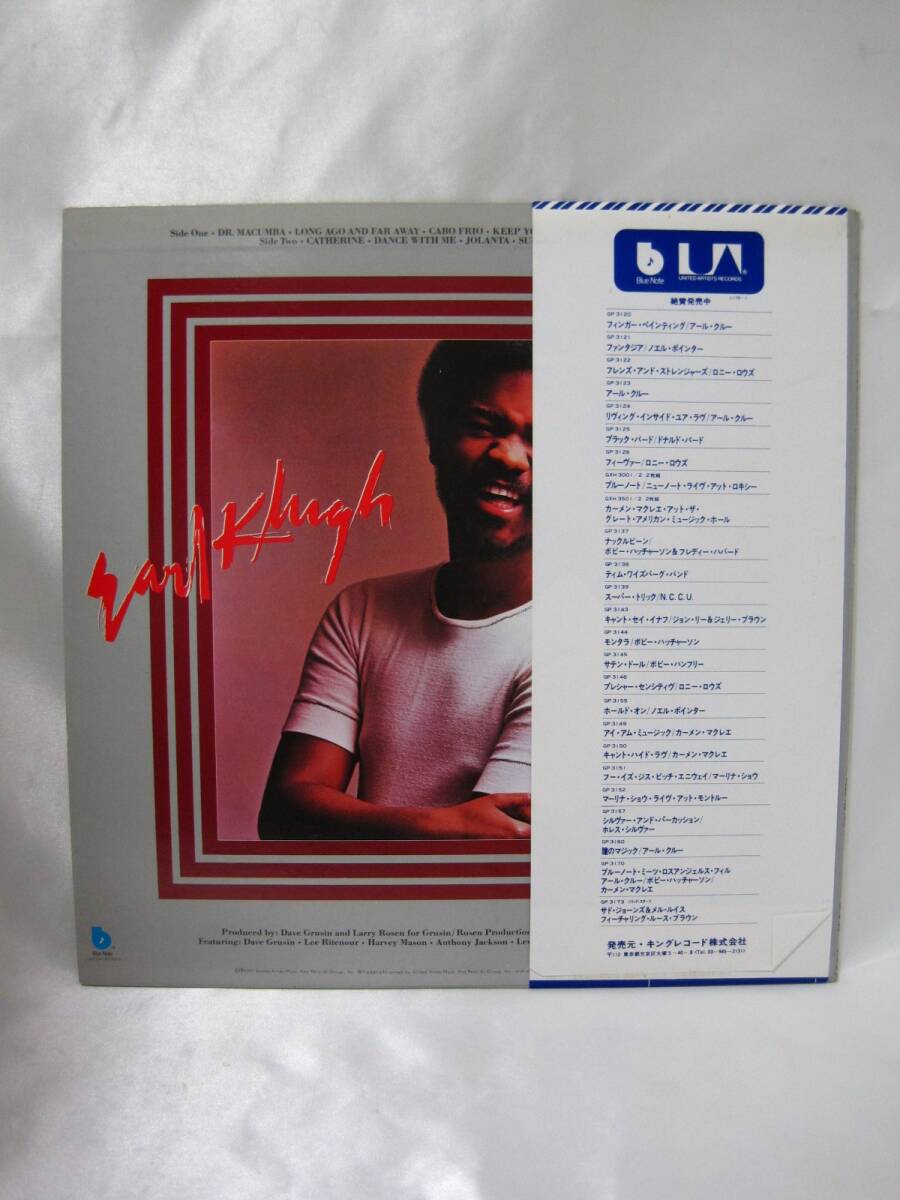 Side One • DR. MACUMBA • LONG AGO AND FAR AWAY • CABO FRIO • KEEP
Side Two • CATHERINE • DANCE WITH ME • JOLANTA
Earl Klugh
Produced by: Dave Grusin and Larry Rosen for Grusin/Rosen
Featuring: Dave Grusin • Lee Ritenour • Harvey Mason • Anthony Jackson
Blue Note
Blue Note
UA
UNITED ARTISTS RECORDS
絶賛発売中
GP 3120
フィンガー・ペインティング/アール・クルー
GP 3121
ファンタジア/ノエル・ポインター
GP 3122
フレンズ・アンド・ストレンジャーズ/ロニー・ロウズ
GP 3123
アール・クルー
GP 3124
リヴィング・インサイド・ユア・ラヴ/アール・クルー
GP 3125
ブラック・バード/ドナルド・バード
GP 3126
フィーヴァー/ロニー・ロウズ
GXH 3001/2 2枚組
ブルーノート/ニューノート・ライヴ・アット・ロキシー
GXH 3501/2 2枚組
カーメン・マクレエ・アット・ザ・
グレート・アメリカン・ミュージック・ホール
GP 3137
ナックルビーン/
ボビー・ハッチャーソン&フレディー・ハバード
GP 3138
ティム・ワイズバーグ・バンド
GP 3139
スーパー・トリック/N.C.C.U.
GP 3143
キャント・セイ・イナフ/ジョン・リー&ジェリー・ブラウン
GP 3144
モンタラ/ボビー・ハッチャーソン
GP 3145
サテン・ドール/ボビー・ハンフリー
GP 3146
プレシャー・センシティヴ/ロニー・ロウズ
ホールド・オン/ノエル・ポインター
GP 3149
アイ・アム・ミュージック/カーメン・マクレエ
GP 3150
キャント・ハイド・ラヴ/カーメン・マクレエ
GP 3151
フー・イズ・ジス・ビッチ・エニウェイ/マーリナ・ショウ
GP 3152
マーリナ・ショウ・ライヴ・アット・モントルー
GP 3157
シルヴァー・アンド・パーカッション/
ホレス・シルヴァー
GP 3160
瞳のマジック/アール・クルー
GP 3170
ブルーノート・ミーツ・ロスアンジェルス・フィル
アール・クルー/ボビー・ハッチャーソン/
カーメン・マクレエ
GP 3173
サド・ジョーンズ&メル・ルイス
フィーチャリング・ルース・ブラウン
発売元・キングレコード株式会社